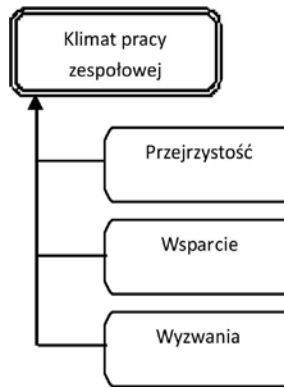 Klimat pracy
zespołowej
Przejrzystość
Wsparcie
Wyzwania